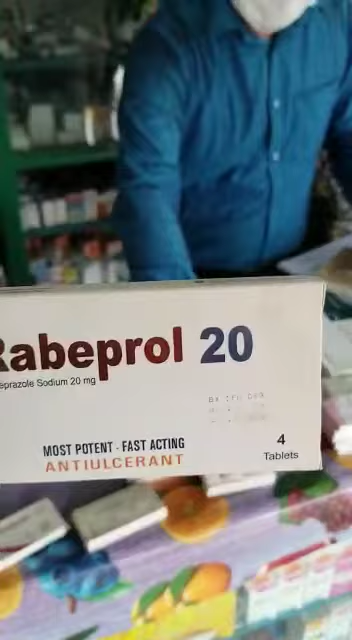 Rabeprol 20
eprazole Sodium 20 mg
MOST POTENT - FAST ACTING
ANTIULCERANT
4
Tablets